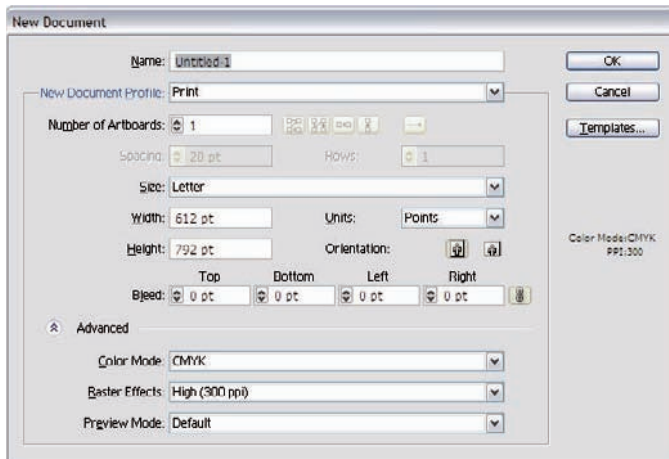 New Document
Name: Untitled-1
OK
New Document Profile: Print
Cancel
Number of Artboards: 1
Templates...
Spacing: 20 pt Rows: 1
Size: Letter
Width: 612 pt Units: Points
Color Mode:CMYK
PPI:300
Height: 792 pt Orientation:
Top Bottom Left Right
Bleed: 0 pt 0 pt 0 pt 0 pt
Advanced
Color Mode: CMYK
Raster Effects: High (300 ppi)
Preview Mode: Default